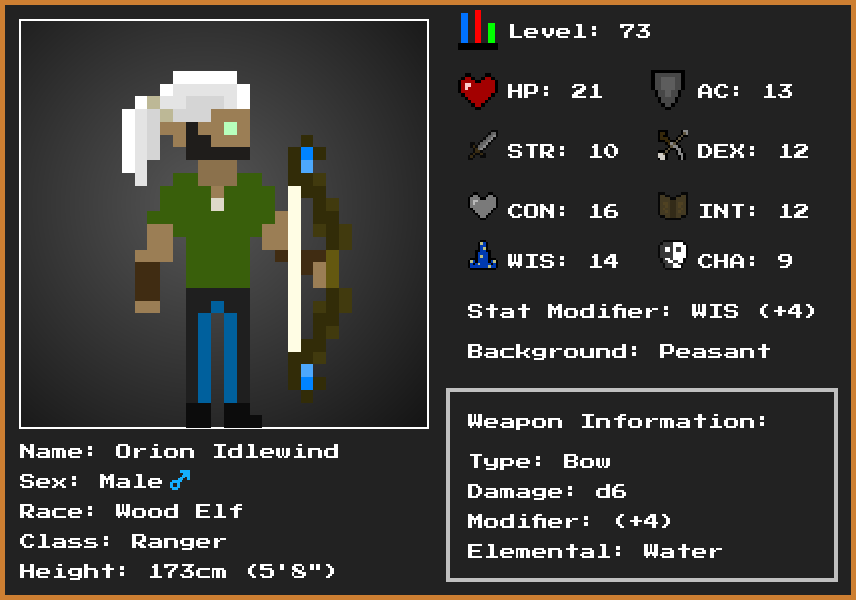 Level: 73
HP: 21 AC: 13
STR: 10 DEX: 12
CON: 16 INT: 12
WIS: 14 CHA: 9
Stat Modifier: WIS (+4)
Background: Peasant
Weapon Information:
Type: Bow
Damage: d6
Modifier: (+4)
Elemental: Water
Name: Orion Idlewind
Sex: Male ♂
Race: Wood Elf
Class: Ranger
Height: 173cm (5'8")